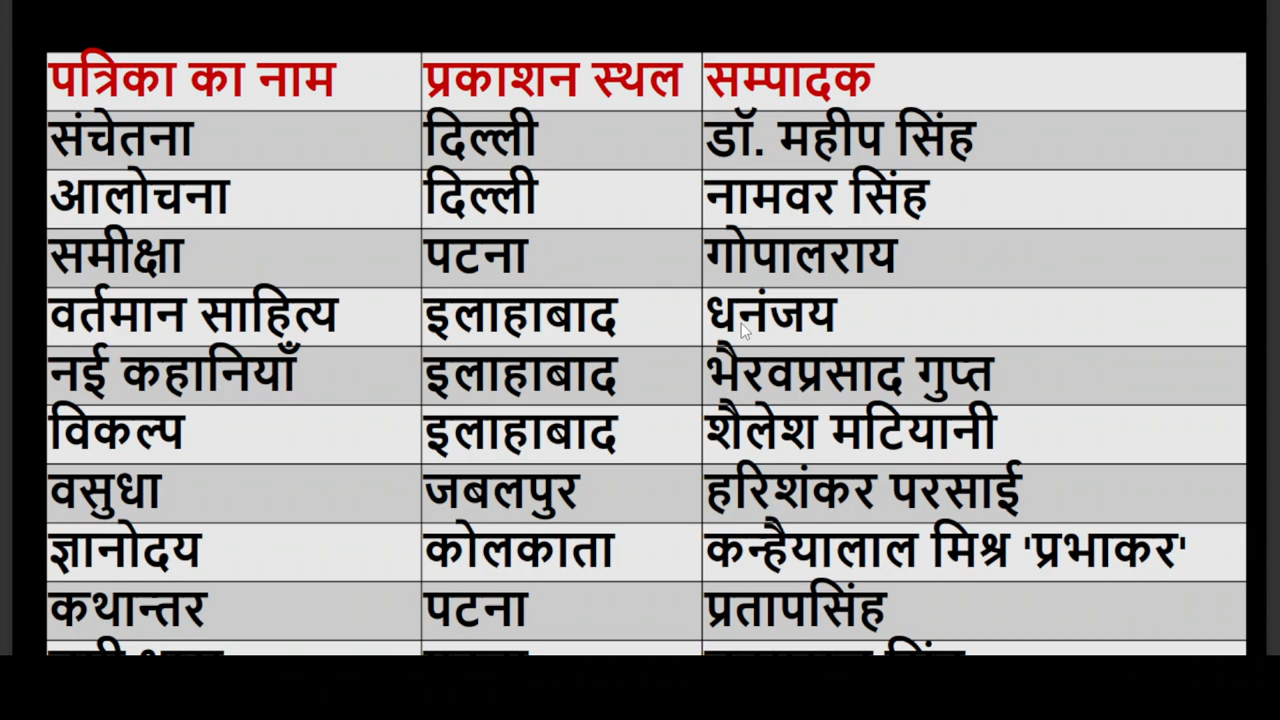 पत्रिका का नाम प्रकाशन स्थल सम्पादक
संचेतना दिल्ली डॉ. महीप सिंह
आलोचना दिल्ली नामवर सिंह
समीक्षा पटना गोपालराय
वर्तमान साहित्य इलाहाबाद धनंजय
नई कहानियाँ इलाहाबाद भैरवप्रसाद गुप्त
विकल्प इलाहाबाद शैलेश मटियानी
वसुधा जबलपुर हरिशंकर परसाई
ज्ञानोदय कोलकाता कन्हैयालाल मिश्र 'प्रभाकर'
कथान्तर पटना प्रतापसिंह